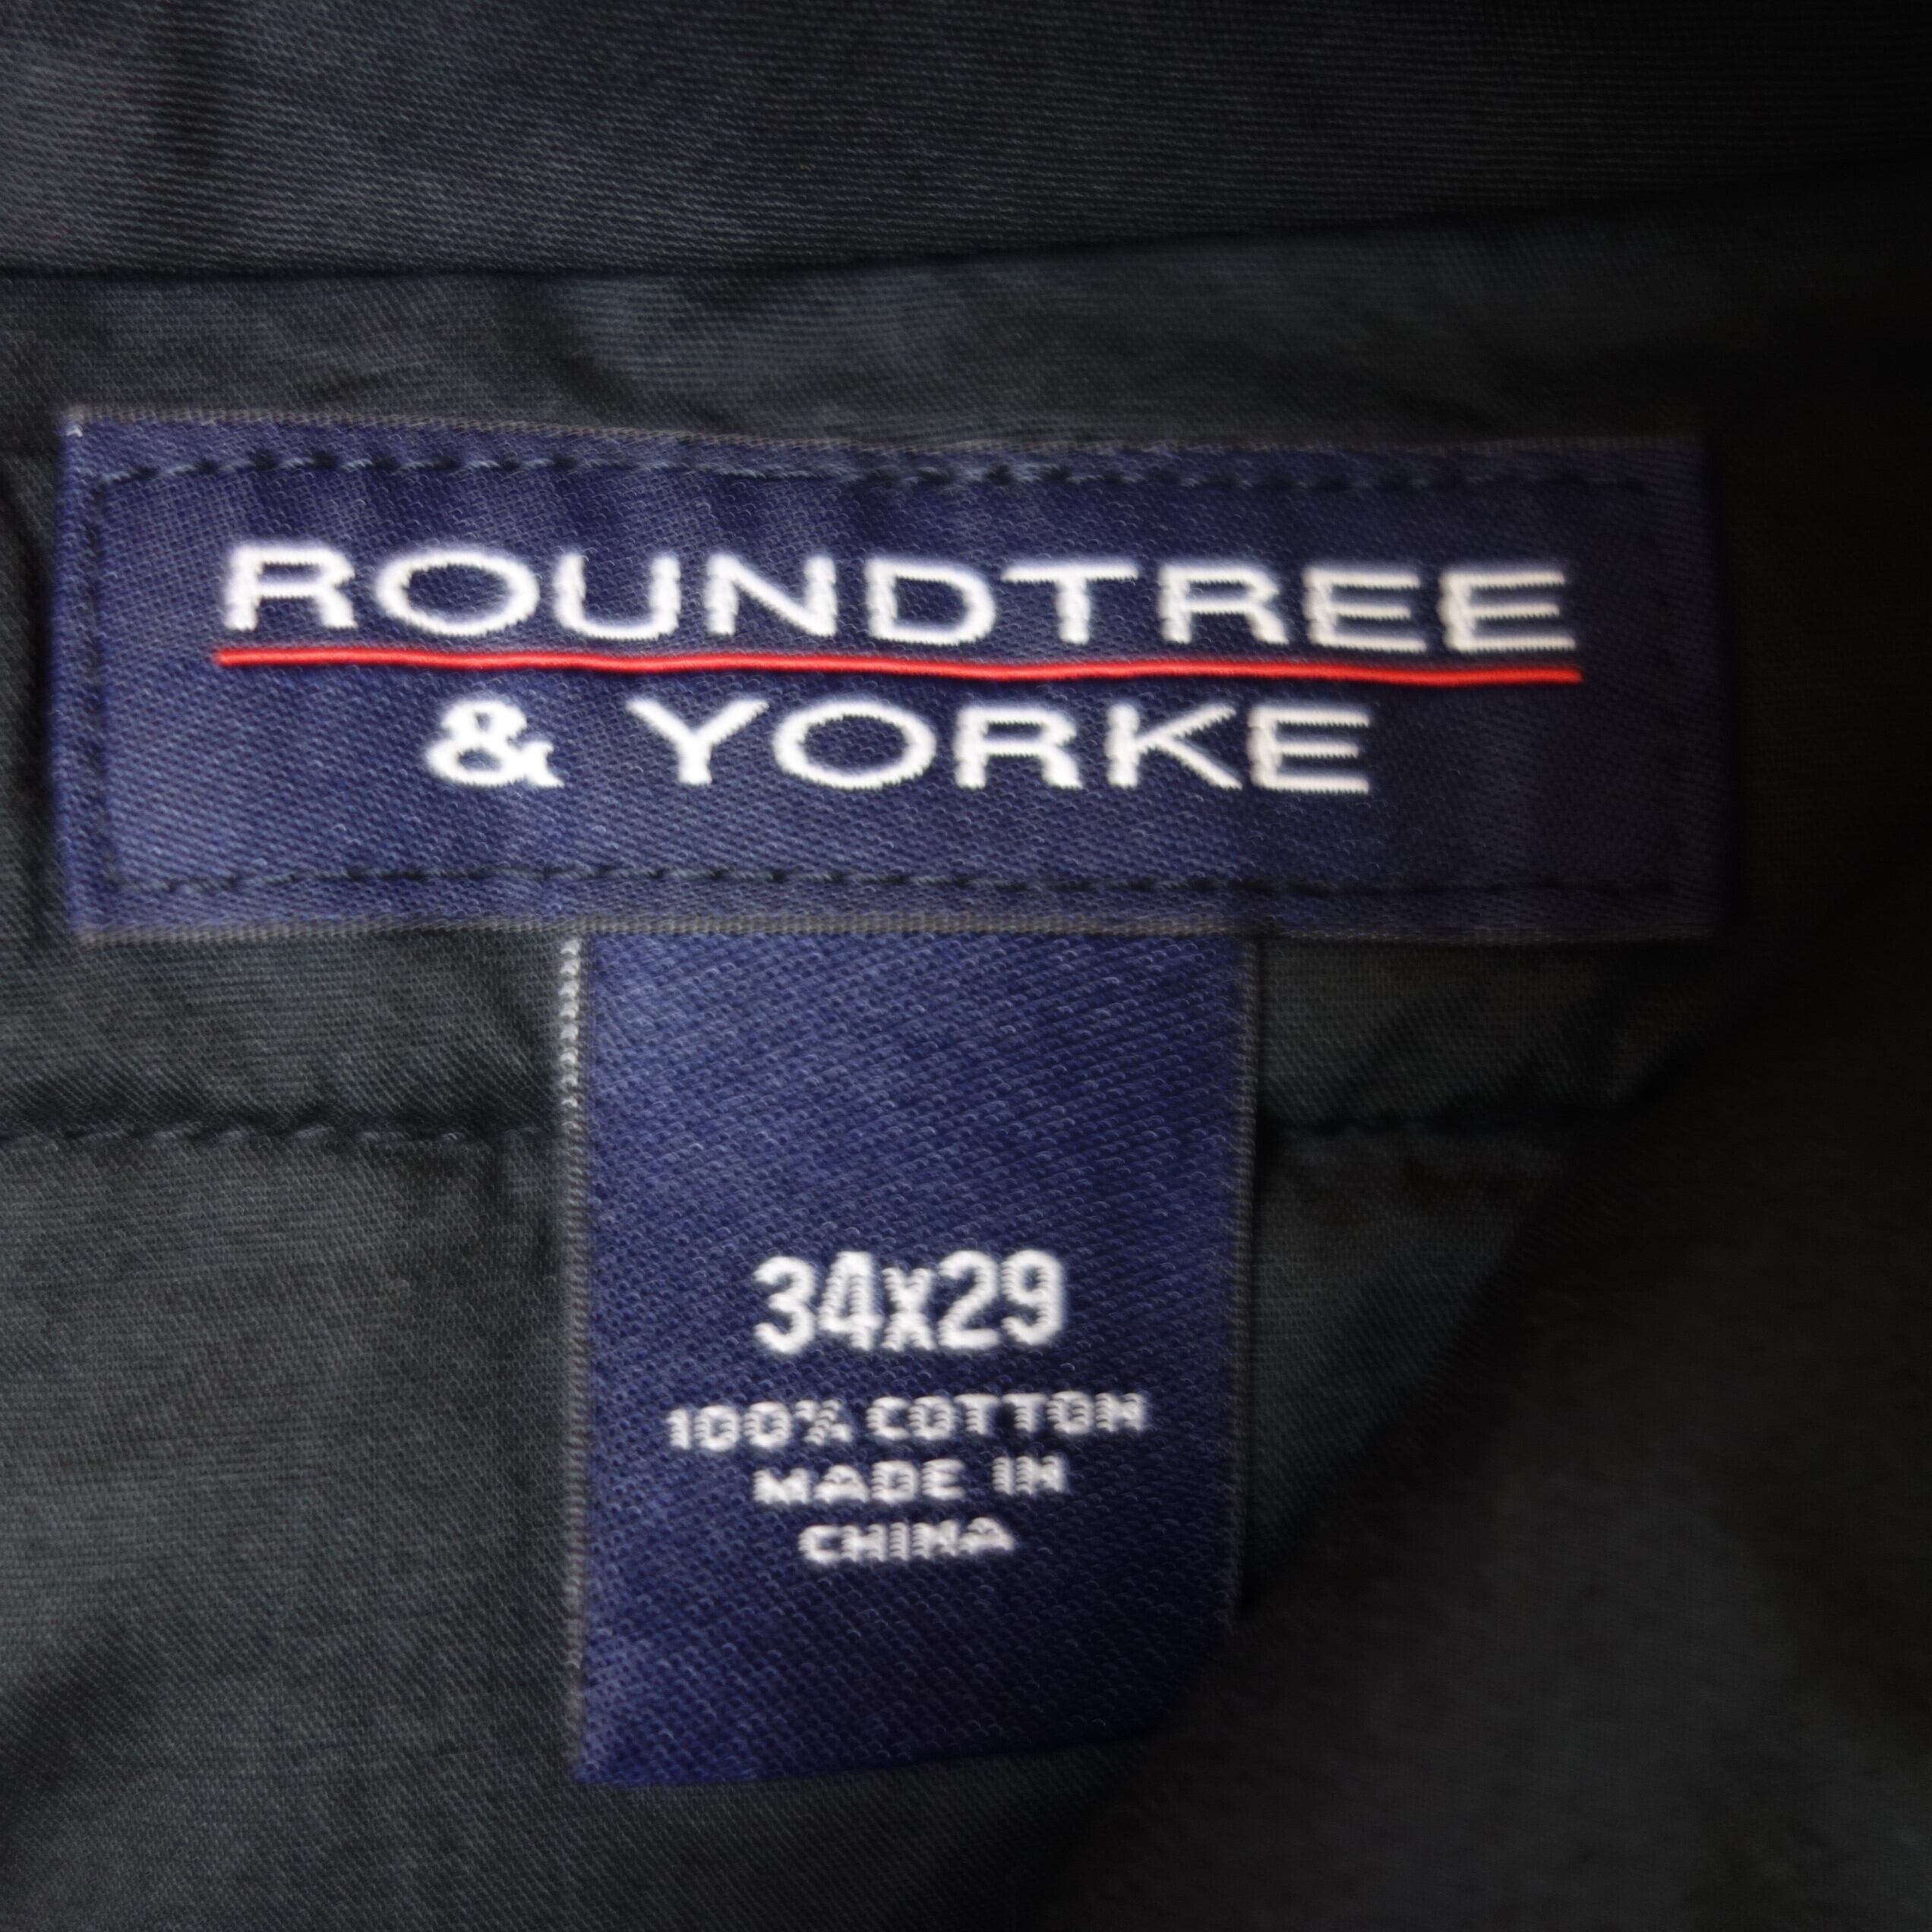 ROUNDTREE
& YORKE
34x29
100% COTTON
MADE IN
CHINA